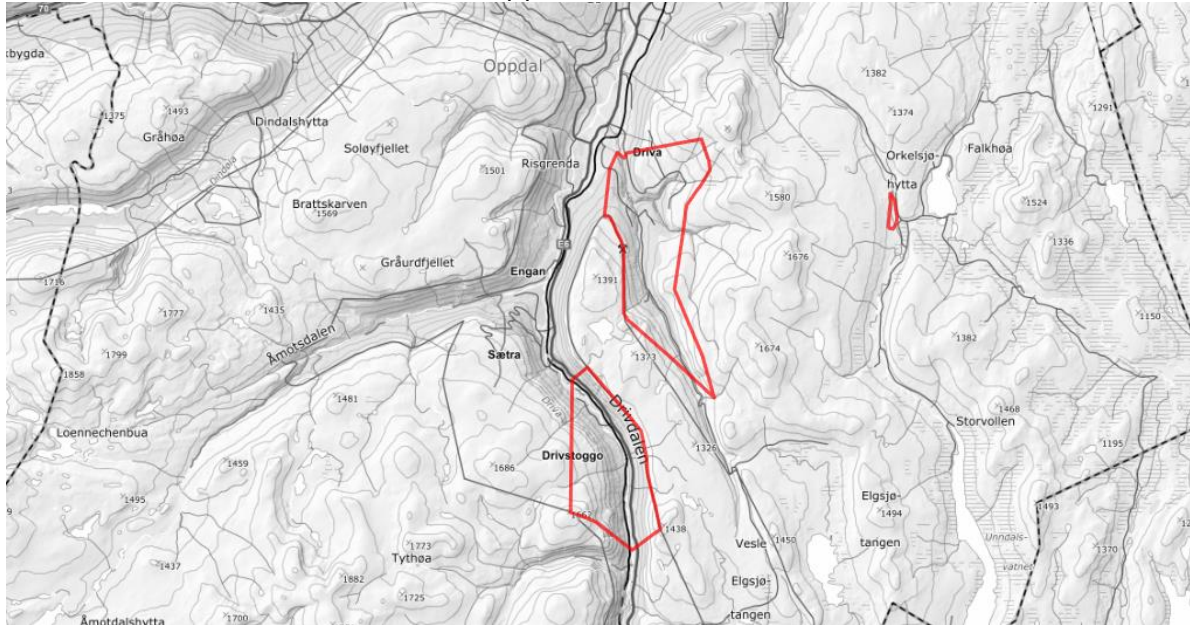 70
kbygda
Oppdal
1382
1493
1375
1374
1291
Dindalshytta
Gråhøa
Soløyfjellet
Driva
Orkelsjø-
Falkhøa
Risgrenda
1501
hytta
1580
Brattskarven
1569
1524
E6
1336
Gråurdfjellet
1676
Engan
1716
1391
1435
1777
1150
Åmotsdalen
1382
Sætra
1373
1674
1799
1858
1481
Driva
Drivdalen
1468
Storvollen
Loennechenbua
1326
1195
Drivstoggo
1459
1686
Elgsjø-
1495
1494
1493
1662
1438
Unndals-
vatnet
Vesle
1450
tangen
1773
1370
Tythøa
1437
1882
Elgsjø-
1725
1700
tangen
Åmotdalshytta